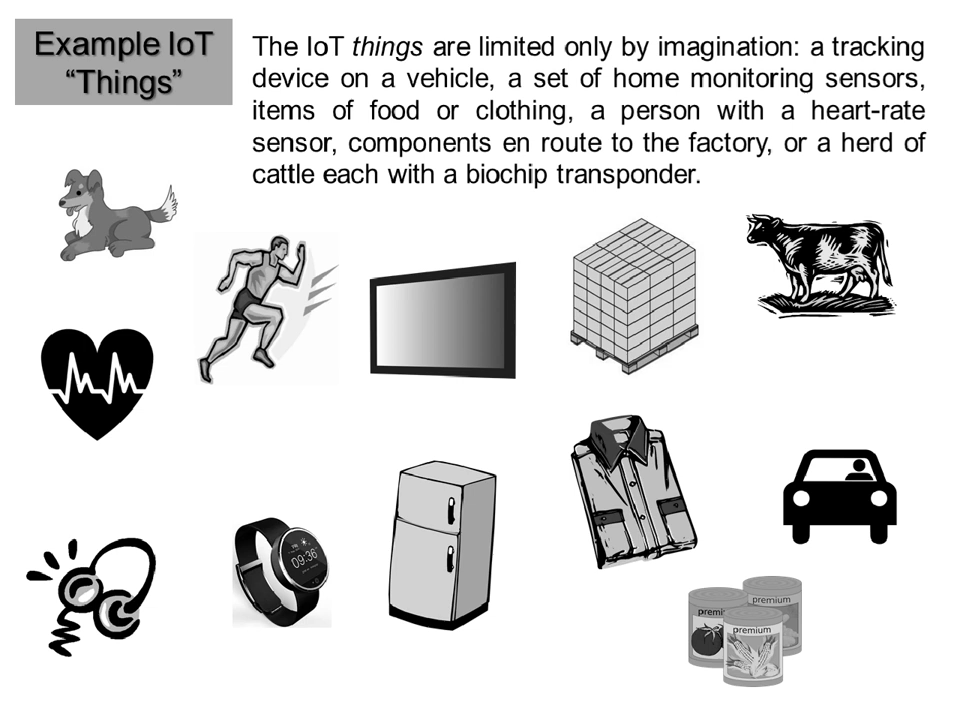 Example IoT
“Things”
The IoT things are limited only by imagination: a tracking
device on a vehicle, a set of home monitoring sensors,
items of food or clothing, a person with a heart-rate
sensor, components en route to the factory, or a herd of
cattle each with a biochip transponder.
09:36
premi
premium
premium